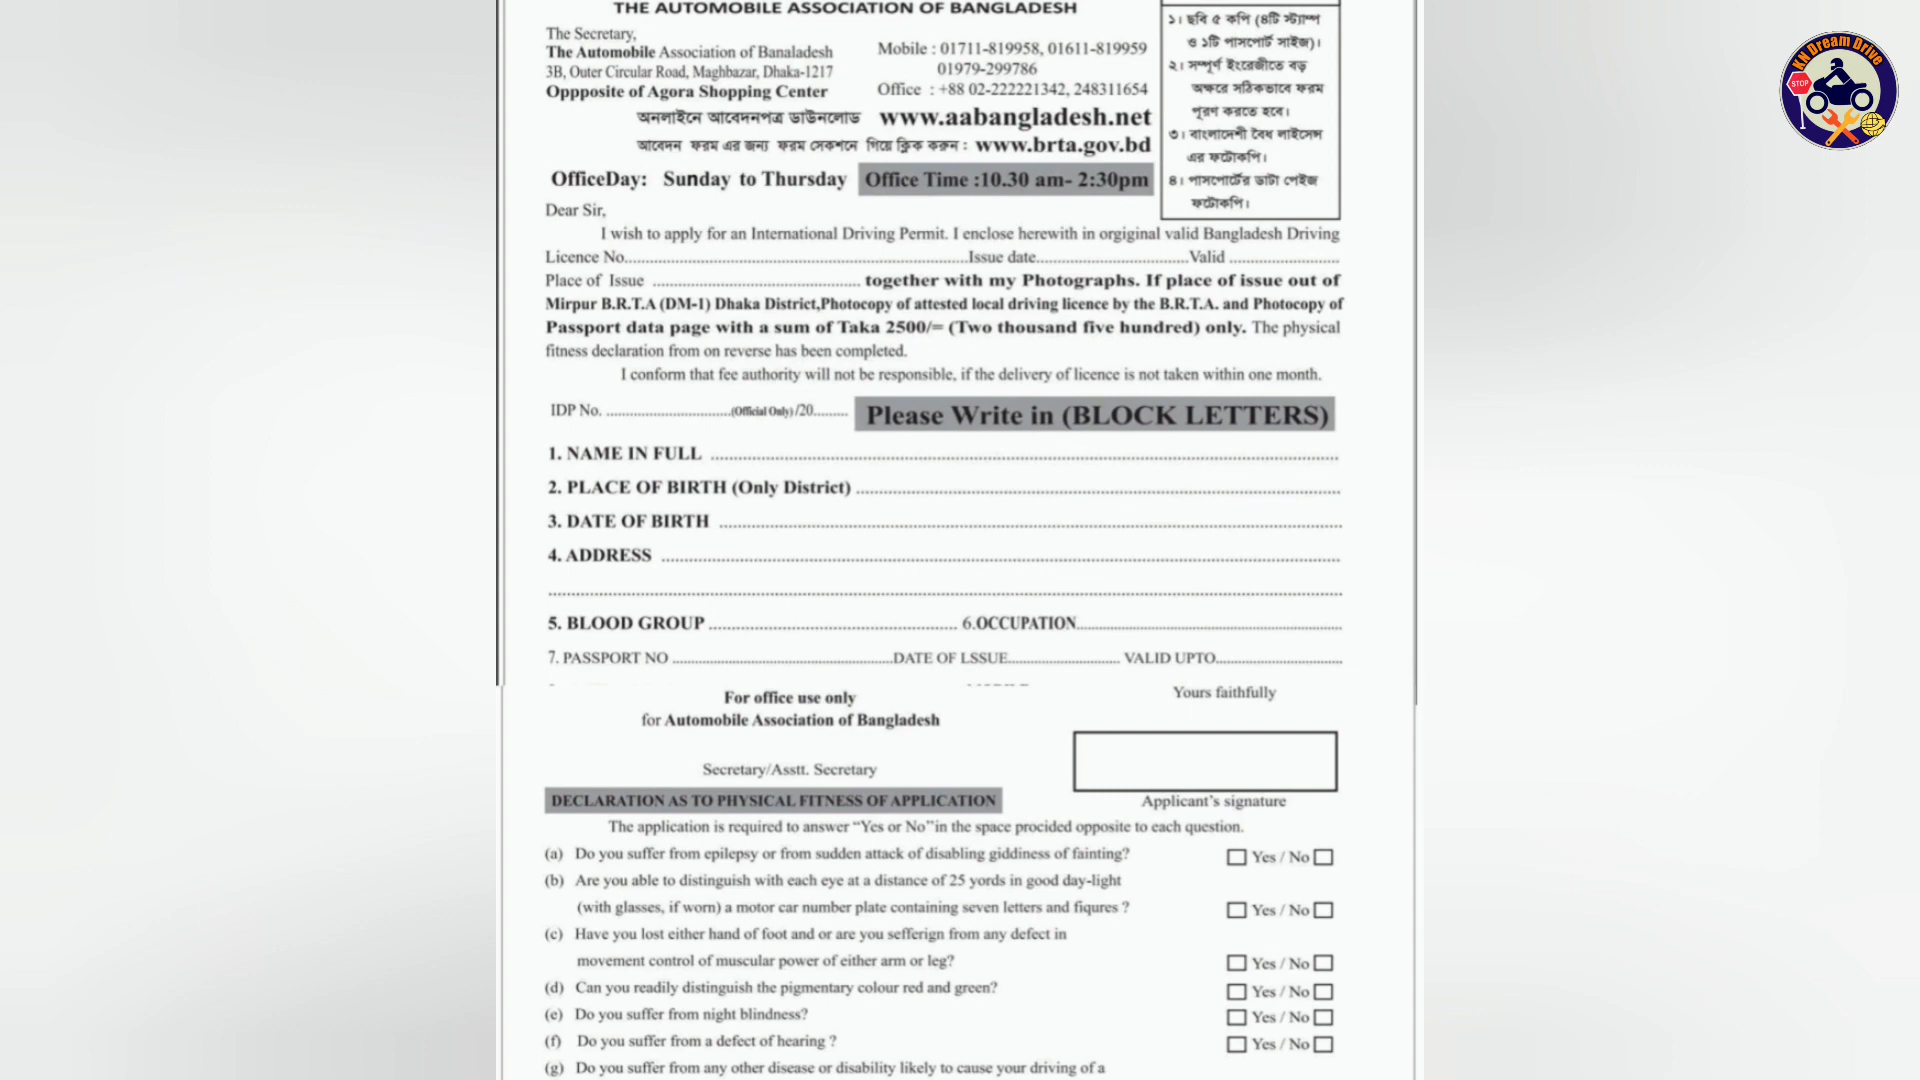 THE AUTOMOBILE ASSOCIATION OF BANGLADESH
The Secretary,
The Automobile Association of Banaladesh
3B, Outer Circular Road, Maghbazar, Dhaka-1217
Oppposite of Agora Shopping Center
Mobile : 01711-819958, 01611-819959
01979-299786
Office : +88 02-222221342, 248311654
অনলাইনে আবেদনপত্র ডাউনলোড www.aabangladesh.net
আবেদন ফরম এর জন্য ফরম সেকশনে গিয়ে ক্লিক করুন : www.brta.gov.bd
OfficeDay: Sunday to Thursday Office Time :10.30 am- 2:30pm
১। ছবি ৫ কপি (৪টি স্ট্যাম্প
ও ১টি পাসপোর্ট সাইজ)।
২। সম্পূর্ণ ইংরেজীতে বড়
অক্ষরে সঠিকভাবে ফরম
পূরণ করতে হবে।
৩। বাংলাদেশী বৈধ লাইসেন্স
এর ফটোকপি।
৪। পাসপোর্টের ডাটা পেইজ
ফটোকপি।
KN Dream Drive
STOP
Dear Sir,
I wish to apply for an International Driving Permit. I enclose herewith in orgiginal valid Bangladesh Driving
Licence No..........Issue date..........Valid ..........
Place of Issue .......... together with my Photographs. If place of issue out of
Mirpur B.R.T.A (DM-1) Dhaka District,Photocopy of attested local driving licence by the B.R.T.A. and Photocopy of
Passport data page with a sum of Taka 2500/= (Two thousand five hundred) only. The physical
fitness declaration from on reverse has been completed.
I conform that fee authority will not be responsible, if the delivery of licence is not taken within one month.
IDP No. ..........(Official Only) /20.......... Please Write in (BLOCK LETTERS)
1. NAME IN FULL ..........
2. PLACE OF BIRTH (Only District) ..........
3. DATE OF BIRTH ..........
4. ADDRESS ..........
5. BLOOD GROUP .......... 6.OCCUPATION..........
7. PASSPORT NO ..........DATE OF LSSUE.......... VALID UPTO..........
For office use only
for Automobile Association of Bangladesh
Yours faithfully
Secretary/Asstt. Secretary
DECLARATION AS TO PHYSICAL FITNESS OF APPLICATION
Applicant's signature
The application is required to answer “Yes or No”in the space procided opposite to each question.
(a) Do you suffer from epilepsy or from sudden attack of disabling giddiness of fainting? Yes / No
(b) Are you able to distinguish with each eye at a distance of 25 yords in good day-light
(with glasses, if worn) a motor car number plate containing seven letters and fiqures ? Yes / No
(c) Have you lost either hand of foot and or are you sefferign from any defect in
movement control of muscular power of either arm or leg? Yes / No
(d) Can you readily distinguish the pigmentary colour red and green? Yes / No
(e) Do you suffer from night blindness? Yes / No
(f) Do you suffer from a defect of hearing ? Yes / No
(g) Do you suffer from any other disease or disability likely to cause your driving of a